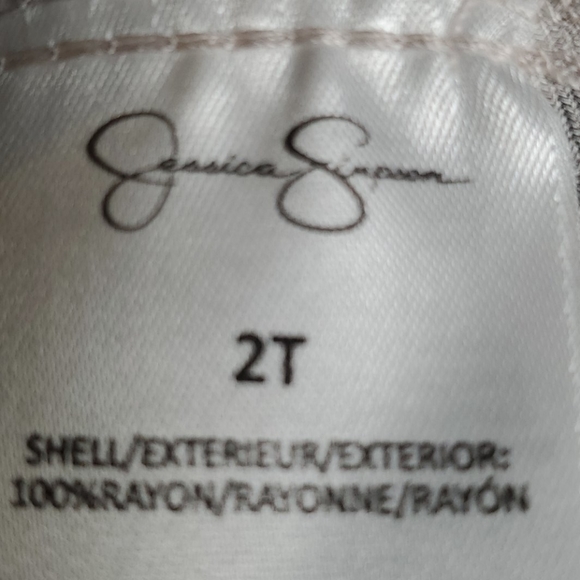 Jessica Simpson
2T
SHELL/EXTERIEUR/EXTERIOR:
100%RAYON/RAYONNE/RAYÓN